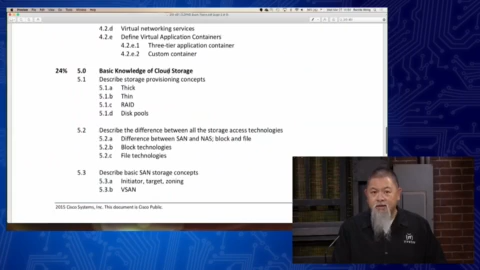 4.2.d Virtual networking services
4.2.e Define Virtual Application Containers
4.2.e.1 Three-tier application container
4.2.e.2 Custom container
24% 5.0 Basic Knowledge of Cloud Storage
5.1 Describe storage provisioning concepts
5.1.a Thick
5.1.b Thin
5.1.c RAID
5.1.d Disk pools
5.2 Describe the difference between all the storage access technologies
5.2.a Difference between SAN and NAS; block and file
5.2.b Block technologies
5.2.c File technologies
5.3 Describe basic SAN storage concepts
5.3.a Initiator, target, zoning
5.3.b VSAN
2015 Cisco Systems, Inc. This document is Cisco Public.